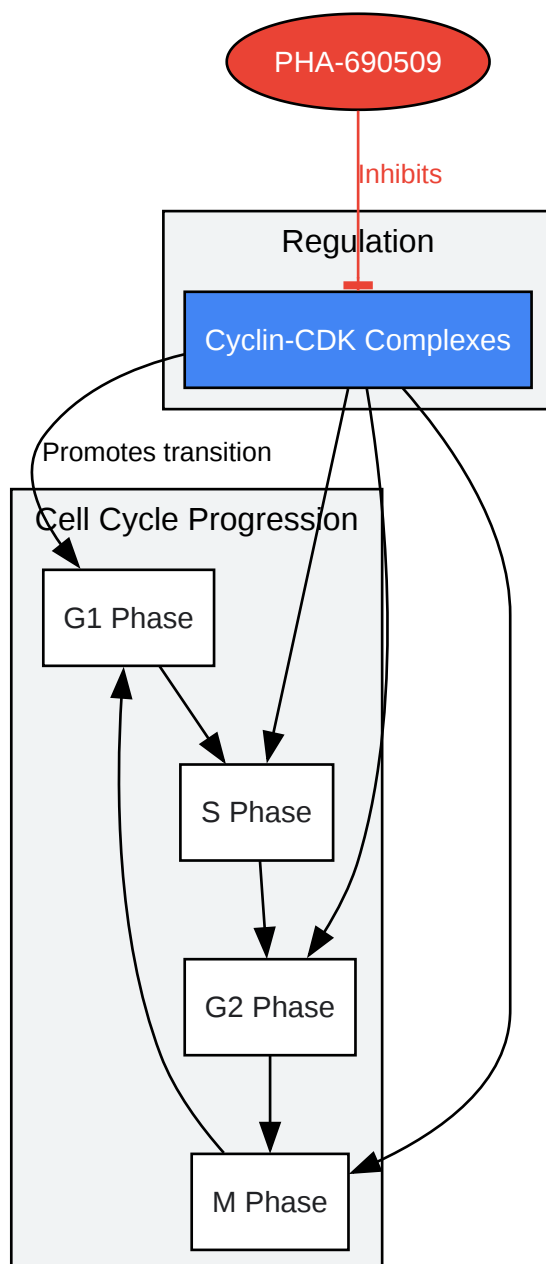 PHA-690509
Inhibits
Regulation
Cyclin-CDK Complexes
Promotes transition
Cell Cycle Progression
G1 Phase
S Phase
G2 Phase
M Phase